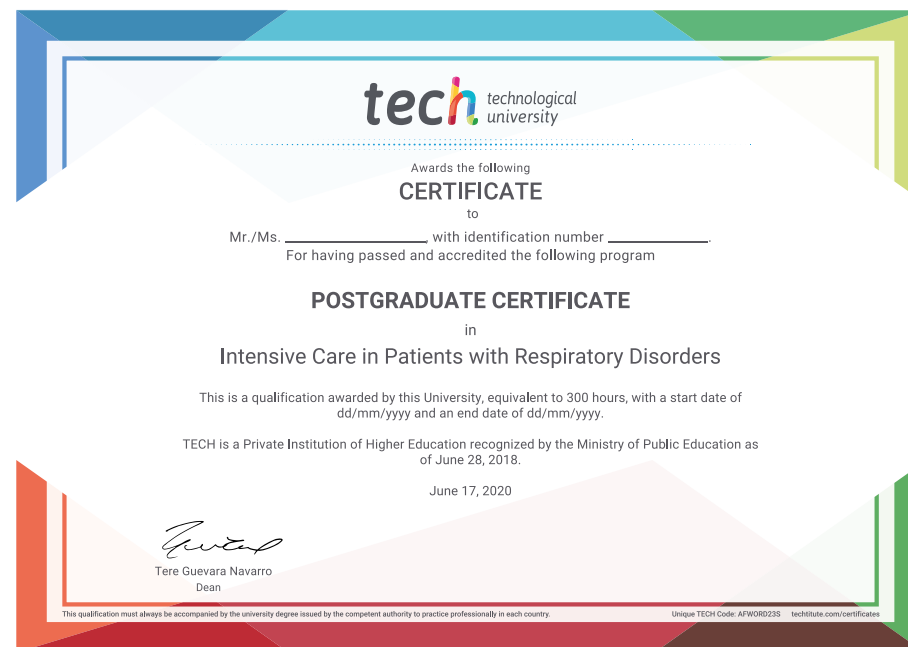 tech technological
university
Awards the following
CERTIFICATE
to
Mr./Ms. ____________________, with identification number ______________.
For having passed and accredited the following program
POSTGRADUATE CERTIFICATE
in
Intensive Care in Patients with Respiratory Disorders
This is a qualification awarded by this University, equivalent to 300 hours, with a start date of
dd/mm/yyyy and an end date of dd/mm/yyyy.
TECH is a Private Institution of Higher Education recognized by the Ministry of Public Education as
of June 28, 2018.
June 17, 2020
Tere Guevara Navarro
Dean
This qualification must always be accompanied by the university degree issued by the competent authority to practice professionally in each country. Unique TECH Code: AFWORD23S techtitute.com/certificates